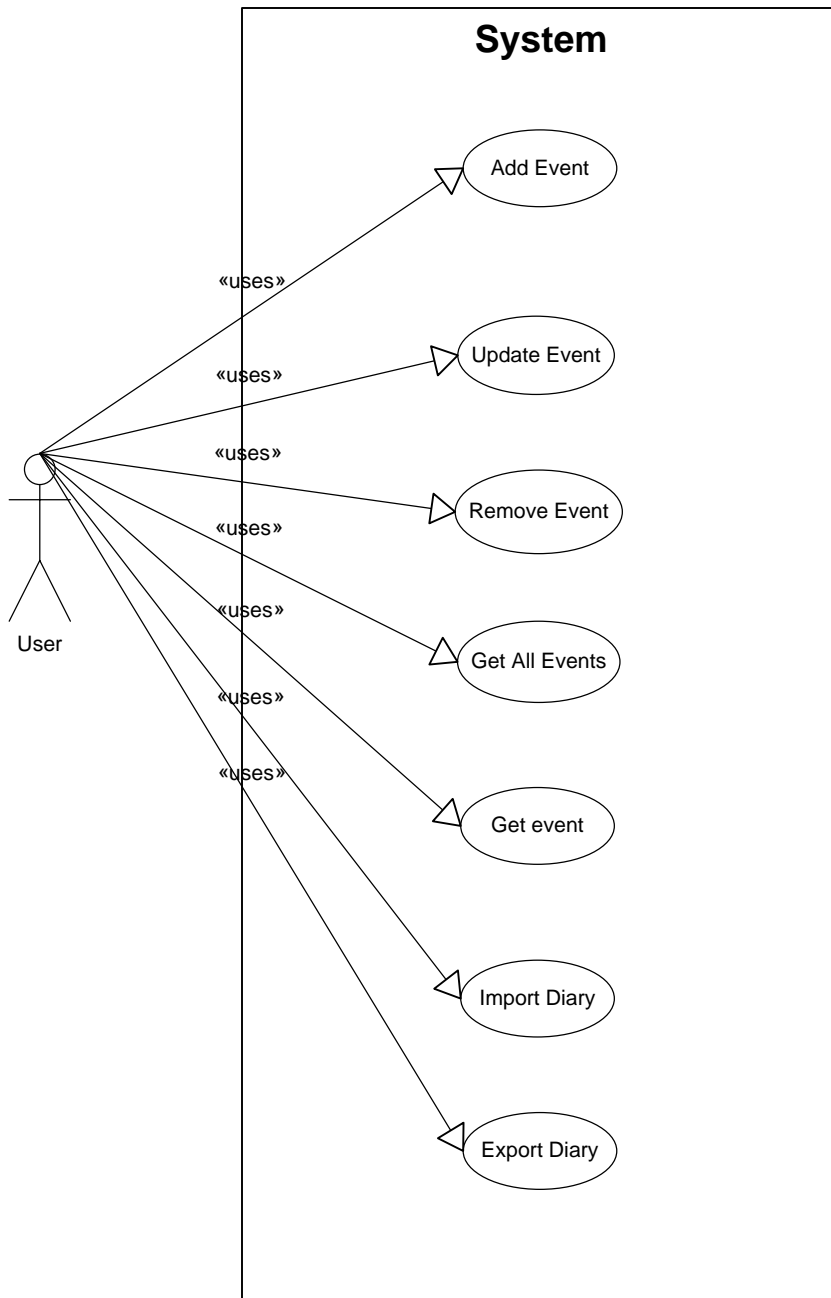 System
Add Event
«uses»
Update Event
«uses»
«uses»
Remove Event
«uses»
«uses»
User
Get All Events
«uses»
«uses»
Get event
Import Diary
Export Diary